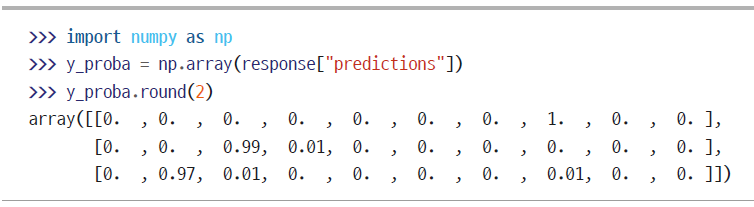 >>> import numpy as np
>>> y_proba = np.array(response["predictions"])
>>> y_proba.round(2)
array([[0.  , 0.  , 0.  , 0.  , 0.  , 0.  , 0.  , 1.  , 0.  , 0.  ],
       [0.  , 0.  , 0.99, 0.01, 0.  , 0.  , 0.  , 0.  , 0.  , 0.  ],
       [0.  , 0.97, 0.01, 0.  , 0.  , 0.  , 0.  , 0.01, 0.  , 0.  ]])